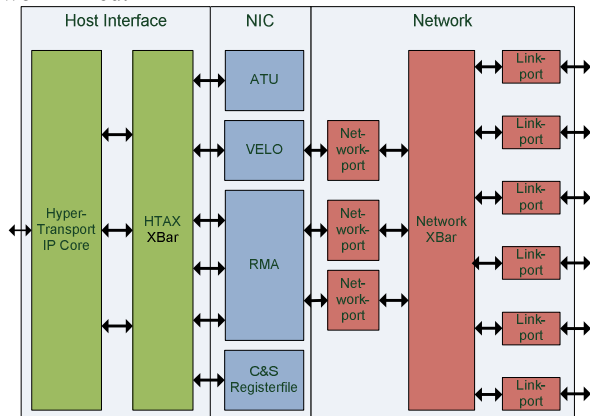 Host Interface
NIC
Network
Hyper-
Transport
IP Core
HTAX
XBar
ATU
VELO
RMA
C&S
Registerfile
Net-
work-
port
Net-
work-
port
Net-
work-
port
Network
XBar
Link-
port
Link-
port
Link-
port
Link-
port
Link-
port
Link-
port